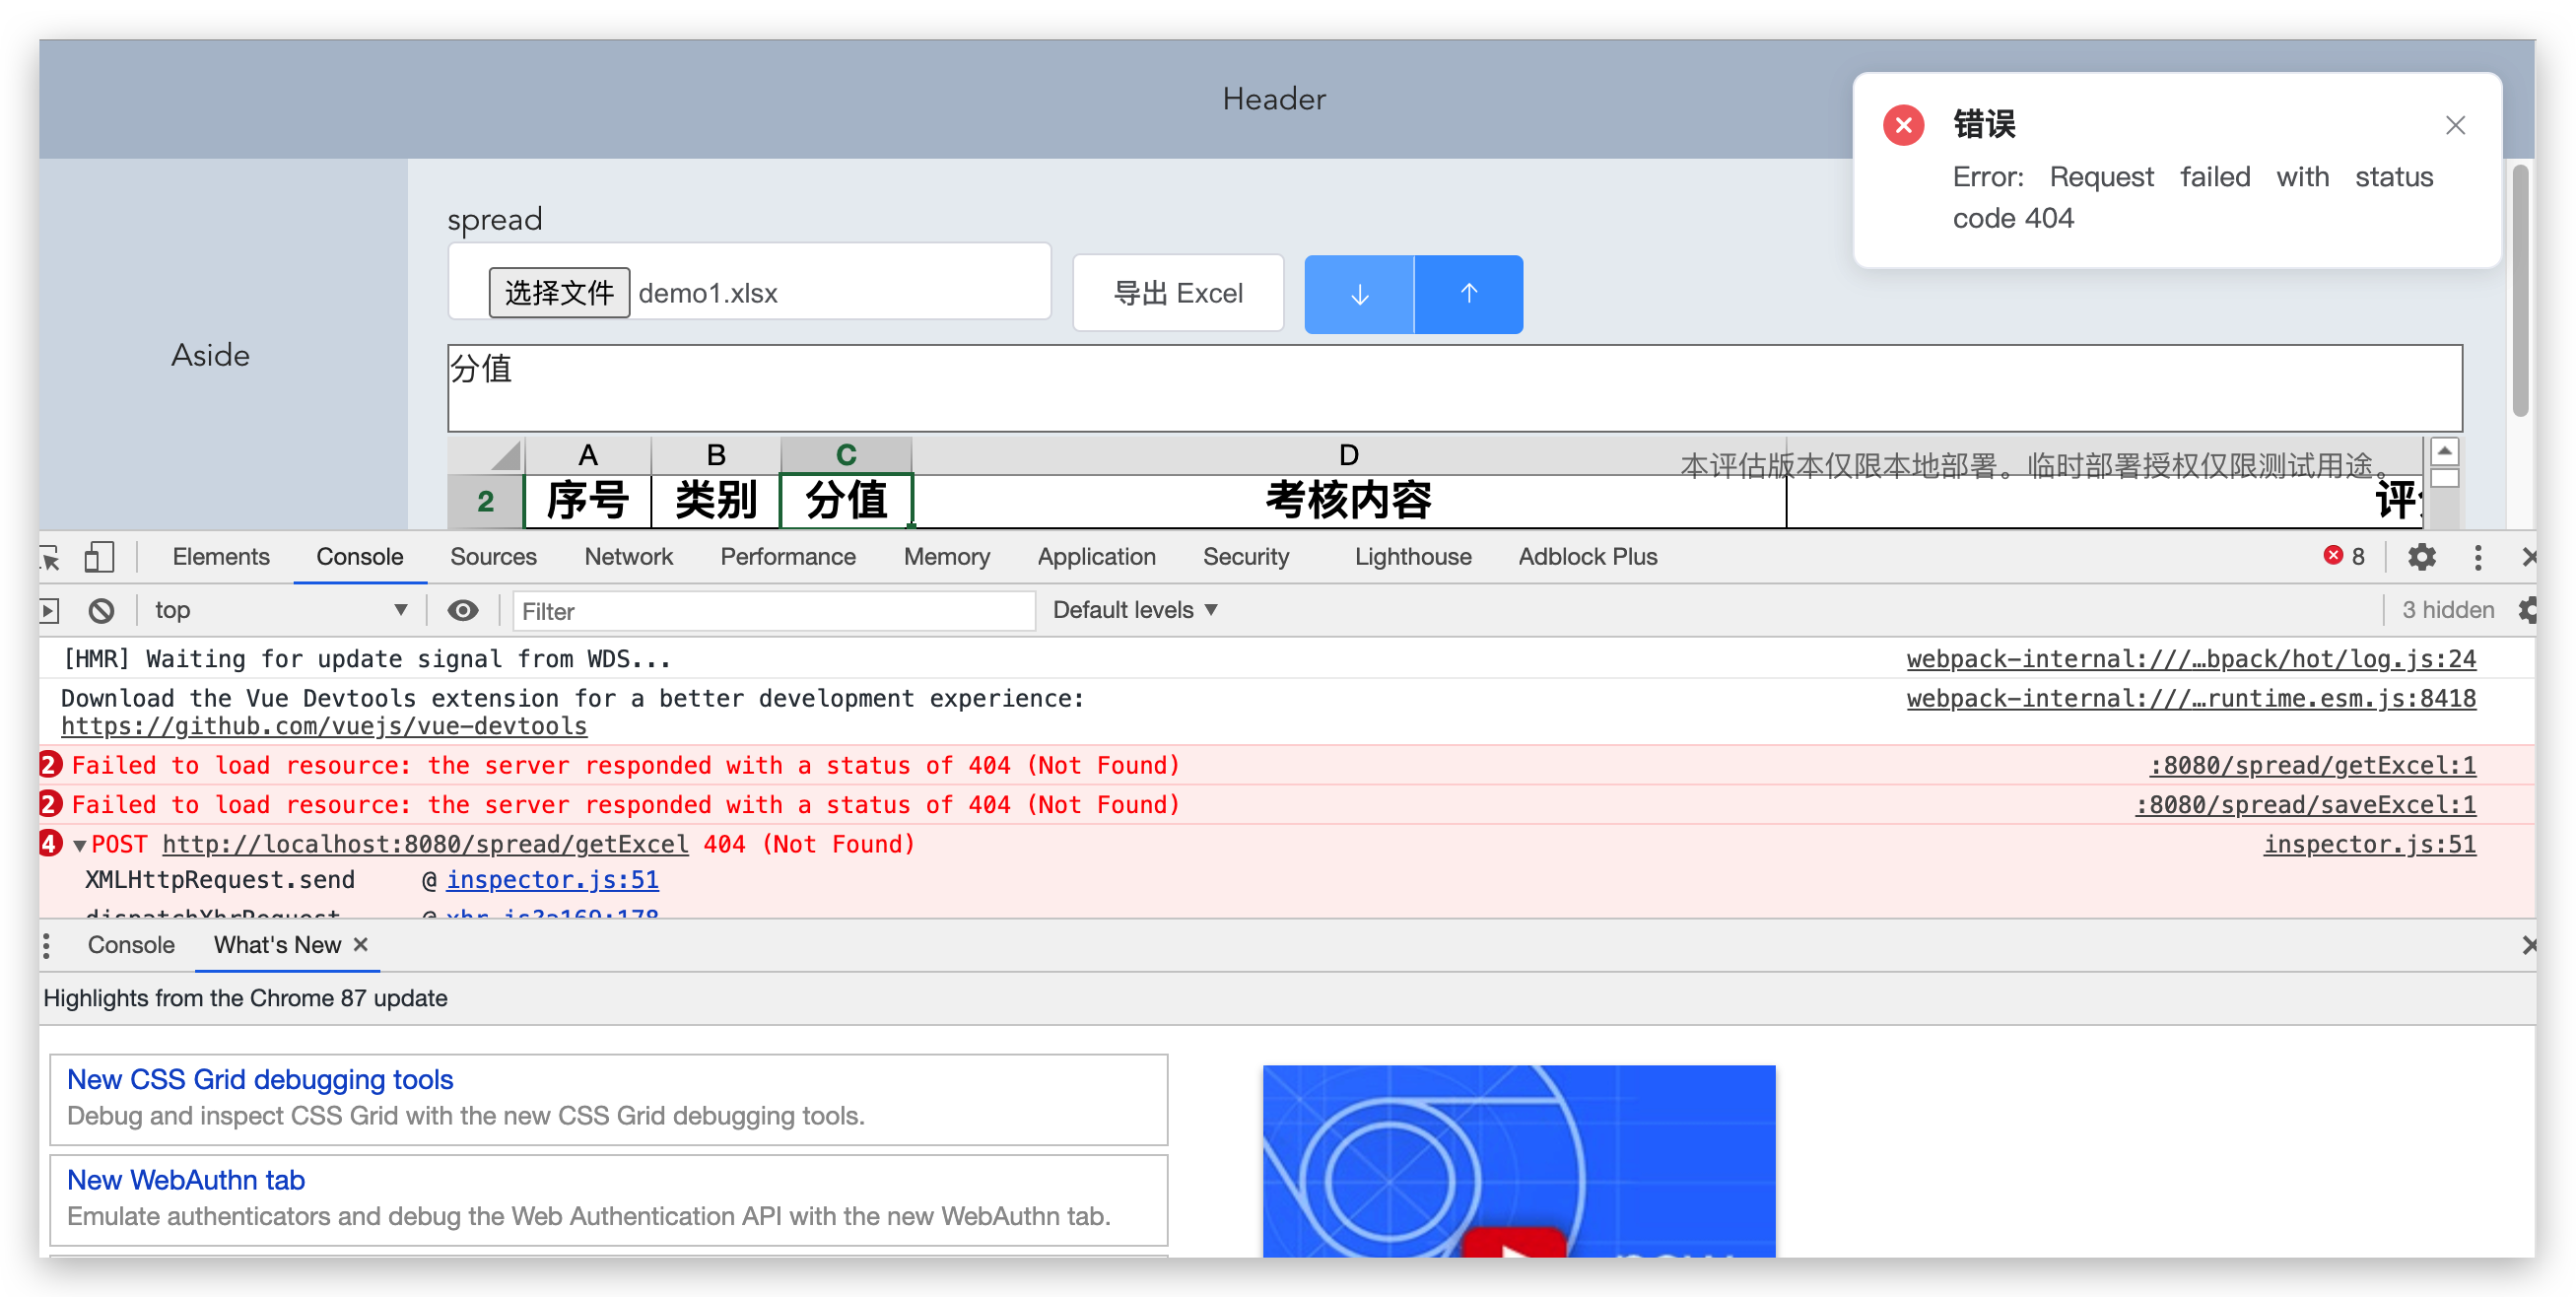 Header
错误
Error: Request failed with status
code 404
spread
选择文件 demo1.xlsx
导出 Excel
Aside
分值
A B C D
本评估版本仅限本地部署。临时部署授权仅限测试用途。
2 序号 类别 分值 考核内容
Elements Console Sources Network Performance Memory Application Security Lighthouse Adblock Plus 8
top Filter Default levels 3 hidden
[HMR] Waiting for update signal from WDS... webpack-internal:///…bpack/hot/log.js:24
Download the Vue Devtools extension for a better development experience: webpack-internal:///…runtime.esm.js:8418
https://github.com/vuejs/vue-devtools
2 Failed to load resource: the server responded with a status of 404 (Not Found) :8080/spread/getExcel:1
2 Failed to load resource: the server responded with a status of 404 (Not Found) :8080/spread/saveExcel:1
4 POST http://localhost:8080/spread/getExcel 404 (Not Found) inspector.js:51
XMLHttpRequest.send @ inspector.js:51
dispatchXhrRequest @ xhr.js?a169:178
Console What's New
Highlights from the Chrome 87 update
New CSS Grid debugging tools
Debug and inspect CSS Grid with the new CSS Grid debugging tools.
New WebAuthn tab
Emulate authenticators and debug the Web Authentication API with the new WebAuthn tab.